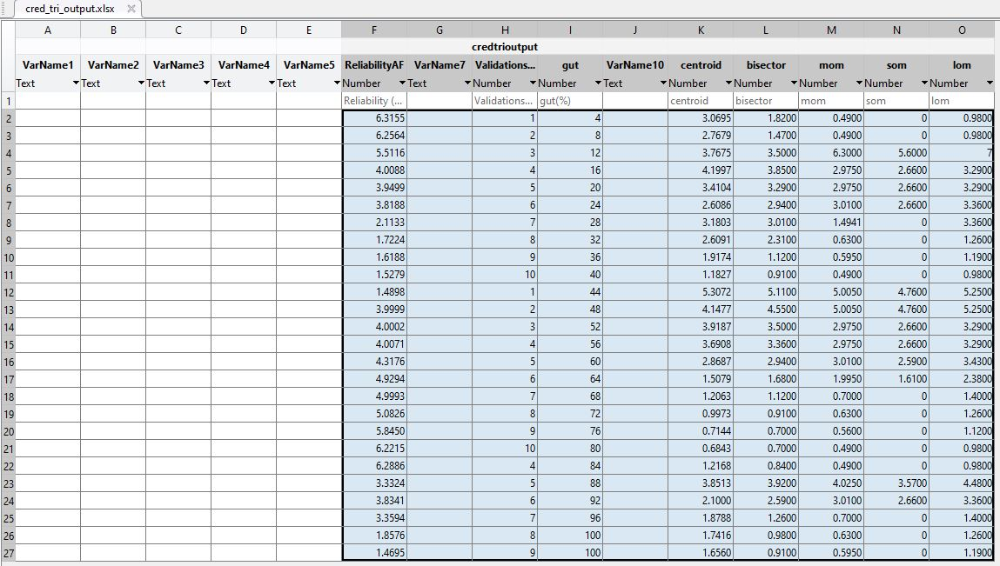 cred_tri_output.xlsx
A B C D E F G H I J K L M N O
credtrioutput
VarName1 VarName2 VarName3 VarName4 VarName5 ReliabilityAF VarName7 Validations... gut VarName10 centroid bisector mom som lom
Text Text Text Text Text Number Text Number Number Text Number Number Number Number Number
1 Reliability (... Validations... gut(%) centroid bisector mom som lom
2 6.3155 1 4 3.0695 1.8200 0.4900 0 0.9800
3 6.2564 2 8 2.7679 1.4700 0.4900 0 0.9800
4 5.5116 3 12 3.7675 3.5000 6.3000 5.6000 7
5 4.0088 4 16 4.1997 3.8500 2.9750 2.6600 3.2900
6 3.9499 5 20 3.4104 3.2900 2.9750 2.6600 3.2900
7 3.8188 6 24 2.6086 2.9400 3.0100 2.6600 3.3600
8 2.1133 7 28 3.1803 3.0100 1.4941 0 3.3600
9 1.7224 8 32 2.6091 2.3100 0.6300 0 1.2600
10 1.6188 9 36 1.9174 1.1200 0.5950 0 1.1900
11 1.5279 10 40 1.1827 0.9100 0.4900 0 0.9800
12 1.4898 1 44 5.3072 5.1100 5.0050 4.7600 5.2500
13 3.9999 2 48 4.1477 4.5500 5.0050 4.7600 5.2500
14 4.0002 3 52 3.9187 3.5000 2.9750 2.6600 3.2900
15 4.0071 4 56 3.6908 3.3600 2.9750 2.6600 3.2900
16 4.3176 5 60 2.8687 2.9400 3.0100 2.5900 3.4300
17 4.9294 6 64 1.5079 1.6800 1.9950 1.6100 2.3800
18 4.9993 7 68 1.2063 1.1200 0.7000 0 1.4000
19 5.0826 8 72 0.9973 0.9100 0.6300 0 1.2600
20 5.8450 9 76 0.7144 0.7000 0.5600 0 1.1200
21 6.2215 10 80 0.6843 0.7000 0.4900 0 0.9800
22 6.2886 4 84 1.2168 0.8400 0.4900 0 0.9800
23 3.3324 5 88 3.8513 3.9200 4.0250 3.5700 4.4800
24 3.8341 6 92 2.1000 2.5900 3.0100 2.6600 3.3600
25 3.3594 7 96 1.8788 1.2600 0.7000 0 1.4000
26 1.8576 8 100 1.7416 0.9800 0.6300 0 1.2600
27 1.4695 9 100 1.6560 0.9100 0.5950 0 1.1900